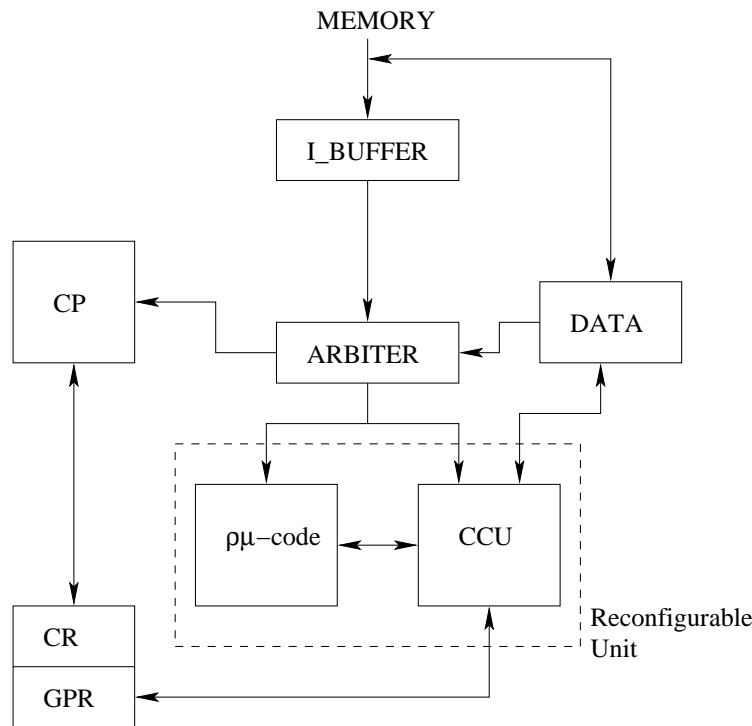 MEMORY
I_BUFFER
CP
DATA
ARBITER
ρμ−code
CCU
CR
GPR
Reconfigurable
Unit